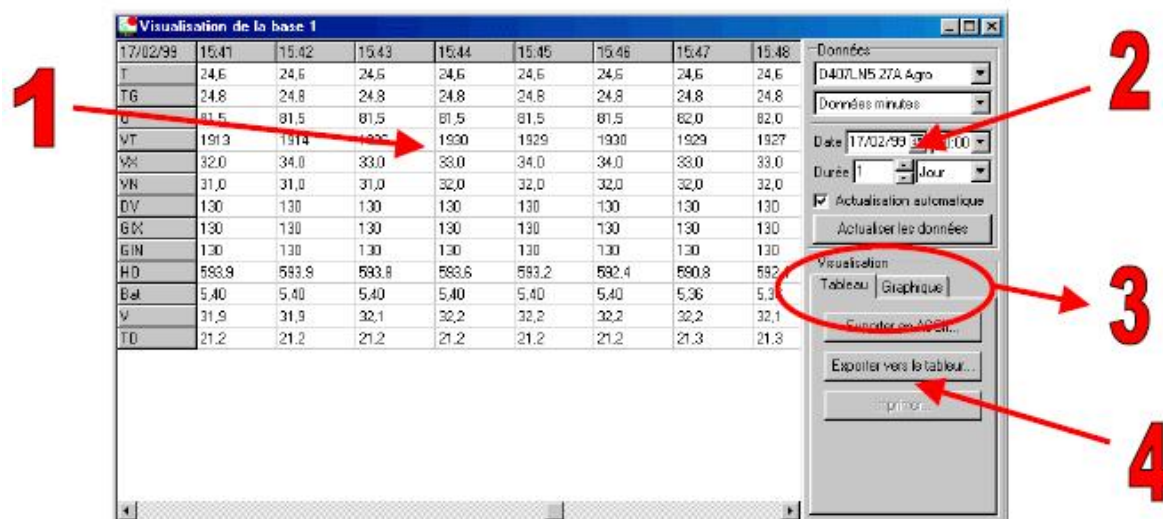 Visualisation de la base 1
17/02/99 15:41 15:42 15:43 15:44 15:45 15:46 15:47 15:48
T 24,6 24,6 24,6 24,6 24,6 24,6 24,6 24,6
TG 24.8 24.8 24.8 24.8 24.8 24.8 24.8 24.8
U 81,5 81,5 81,5 81,5 81,5 81,5 82,0 82.0
VT 1913 1914 1930 1929 1930 1929 1927
VX 32.0 34.0 33.0 33.0 34.0 34.0 33.0 33.0
VN 31,0 31,0 31,0 32,0 32,0 32,0 32,0 32,0
DV 130 130 130 130 130 130 130 130
GIX 130 130 130 130 130 130 130 130
GIN 130 130 130 130 130 130 130 130
HD 593.9 593.9 593.8 593.6 593.2 592.4 590.8
Bat 5,40 5,40 5,40 5,40 5,40 5,40 5,36
V 31,9 31,9 32,1 32,2 32,2 32,2 32,2 32,1
TD 21.2 21.2 21.2 21.2 21.2 21.2 21.3 21.3
Données
D407LN5.27A Agro
Données minutes
Date 17/02/99
Durée 1 Jour
Actualisation automatique
Actualiser les données
Visualisation
Tableau Graphique
Exporter en ASCII...
Exporter vers le tableur...
Imprimer...
1
2
3
4